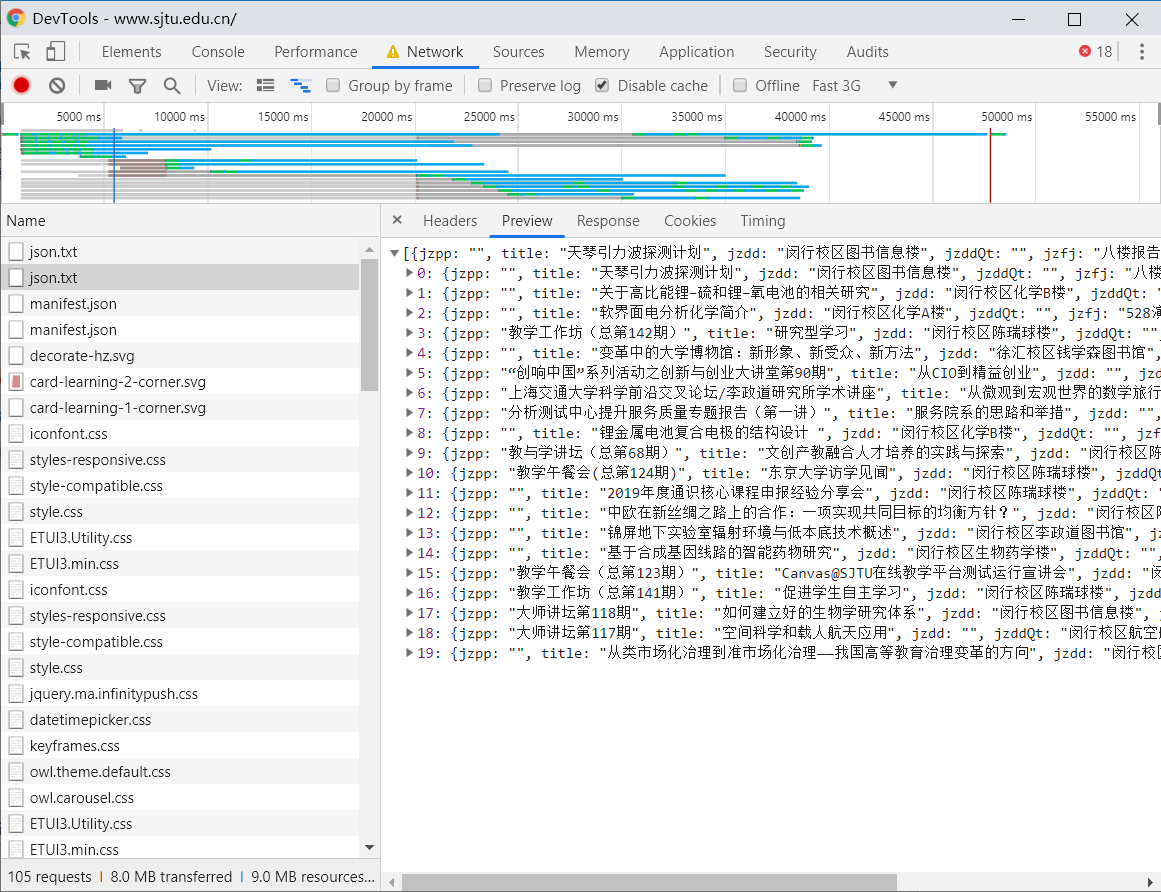 DevTools - www.sjtu.edu.cn/
Elements Console Performance Network Sources Memory Application Security Audits 18
View: Group by frame Preserve log Disable cache Offline Fast 3G
5000 ms 10000 ms 15000 ms 20000 ms 25000 ms 30000 ms 35000 ms 40000 ms 45000 ms 50000 ms 55000 ms
Name
json.txt
json.txt
manifest.json
manifest.json
decorate-hz.svg
card-learning-2-corner.svg
card-learning-1-corner.svg
iconfont.css
styles-responsive.css
style-compatible.css
style.css
ETUI3.Utility.css
ETUI3.min.css
iconfont.css
styles-responsive.css
style-compatible.css
style.css
jquery.ma.infinitypush.css
datetimepicker.css
keyframes.css
owl.theme.default.css
owl.carousel.css
ETUI3.Utility.css
ETUI3.min.css
105 requests 8.0 MB transferred 9.0 MB resources...
Headers Preview Response Cookies Timing
[{jzpp: "", title: "天琴引力波探测计划", jzdd: "闵行校区图书信息楼", jzddQt: "", jzfj: "八楼报告
0: {jzpp: "", title: "天琴引力波探测计划", jzdd: "闵行校区图书信息楼", jzddQt: "", jzfj: "八楼
1: {jzpp: "", title: "关于高比能锂-硫和锂-氧电池的相关研究", jzdd: "闵行校区化学B楼", jzddQt: "
2: {jzpp: "", title: "软界面电分析化学简介", jzdd: "闵行校区化学A楼", jzddQt: "", jzfj: "528演
3: {jzpp: "教学工作坊（总第142期）", title: "研究型学习", jzdd: "闵行校区陈瑞球楼", jzddQt: "",
4: {jzpp: "", title: "变革中的大学博物馆：新形象、新受众、新方法", jzdd: "徐汇校区钱学森图书馆",
5: {jzpp: "“创响中国”系列活动之创新与创业大讲堂第90期", title: "从CIO到精益创业", jzdd: "", jzd
6: {jzpp: "上海交通大学科学前沿交叉论坛/李政道研究所学术讲座", title: "从微观到宏观世界的数学旅行
7: {jzpp: "分析测试中心提升服务质量专题报告（第一讲）", title: "服务院系的思路和举措", jzdd: "",
8: {jzpp: "", title: "锂金属电池复合电极的结构设计 ", jzdd: "闵行校区化学B楼", jzddQt: "", jzf
9: {jzpp: "教与学讲坛（总第68期）", title: "文创产教融合人才培养的实践与探索", jzdd: "闵行校区
10: {jzpp: "教学午餐会(总第124期)", title: "东京大学访学见闻", jzdd: "闵行校区陈瑞球楼", jzddQ
11: {jzpp: "", title: "2019年度通识核心课程申报经验分享会", jzdd: "闵行校区陈瑞球楼", jzddQt: "
12: {jzpp: "", title: "中欧在新丝绸之路上的合作：一项实现共同目标的均衡方针？", jzdd: "闵行校区
13: {jzpp: "", title: "锦屏地下实验室辐射环境与低本底技术概述", jzdd: "闵行校区李政道图书馆", jz
14: {jzpp: "", title: "基于合成基因线路的智能药物研究", jzdd: "闵行校区生物药学楼", jzddQt: "",
15: {jzpp: "教学午餐会（总第123期）", title: "Canvas@SJTU在线教学平台测试运行宣讲会", jzdd: "闵
16: {jzpp: "教学工作坊（总第141期）", title: "促进学生自主学习", jzdd: "闵行校区陈瑞球楼", jzd
17: {jzpp: "大师讲坛第118期", title: "如何建立好的生物学研究体系", jzdd: "闵行校区图书信息楼", j
18: {jzpp: "大师讲坛第117期", title: "空间科学和载人航天应用", jzdd: "", jzddQt: "闵行校区航空
19: {jzpp: "", title: "从类市场化治理到准市场化治理——我国高等教育治理变革的方向", jzdd: "闵行校区